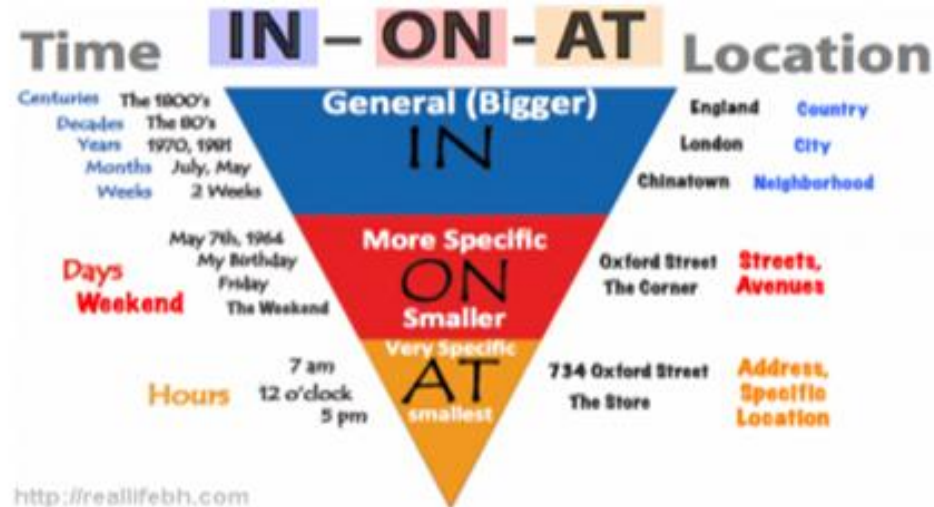 Time IN – ON - AT Location
Centuries The 1800's
Decades The 80's
Years 1970, 1991
Months July, May
Weeks 2 Weeks
General (Bigger)
IN
England Country
London City
Chinatown Neighborhood
May 7th, 1964
My Birthday
Friday
The Weekend
Days
Weekend
More Specific
ON
Smaller
Oxford Street Streets,
The Corner Avenues
Hours
7 am
12 o'clock
5 pm
Very Specific
AT
smallest
734 Oxford Street Address,
The Store Specific
Location
http://reallifebh.com